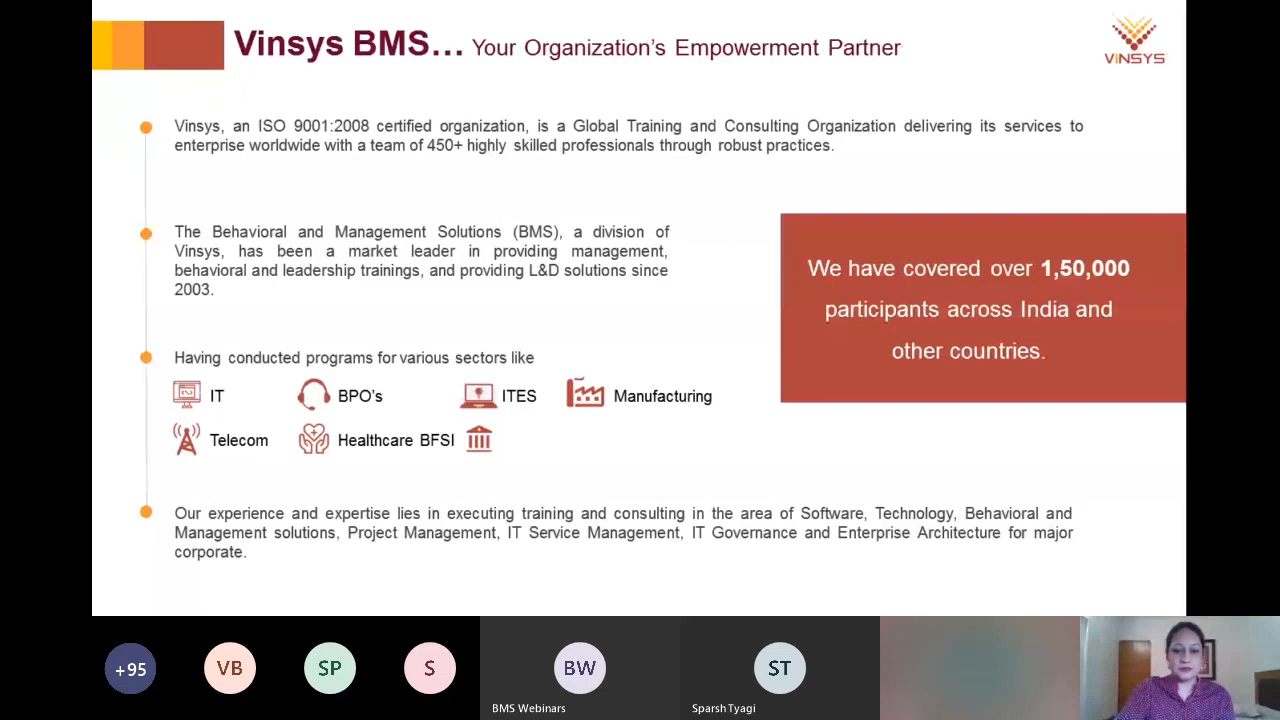 Vinsys BMS... Your Organization's Empowerment Partner
VINSYS
Vinsys, an ISO 9001:2008 certified organization, is a Global Training and Consulting Organization delivering its services to
enterprise worldwide with a team of 450+ highly skilled professionals through robust practices.
The Behavioral and Management Solutions (BMS), a division of
Vinsys, has been a market leader in providing management,
behavioral and leadership trainings, and providing L&D solutions since
2003.
We have covered over 1,50,000
participants across India and
other countries.
Having conducted programs for various sectors like
IT BPO's ITES Manufacturing
Telecom Healthcare BFSI
Our experience and expertise lies in executing training and consulting in the area of Software, Technology, Behavioral and
Management solutions, Project Management, IT Service Management, IT Governance and Enterprise Architecture for major
corporate.
+95 VB SP S BW ST
BMS Webinars Sparsh Tyagi